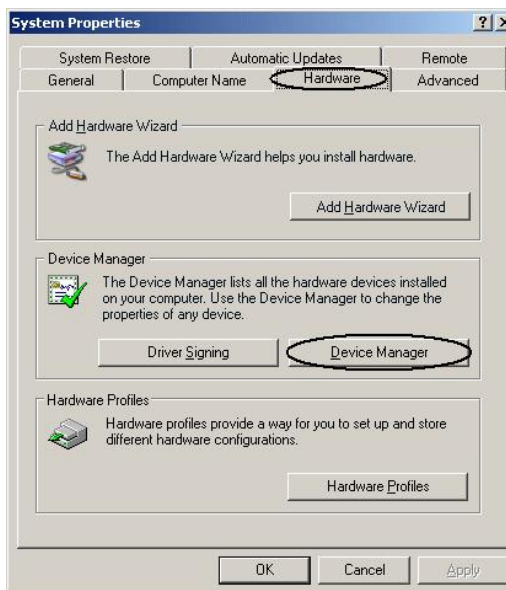 System Properties
System Restore Automatic Updates Remote
General Computer Name Hardware Advanced
Add Hardware Wizard
The Add Hardware Wizard helps you install hardware.
Add Hardware Wizard
Device Manager
The Device Manager lists all the hardware devices installed
on your computer. Use the Device Manager to change the
properties of any device.
Driver Signing Device Manager
Hardware Profiles
Hardware profiles provide a way for you to set up and store
different hardware configurations.
Hardware Profiles
OK Cancel Apply